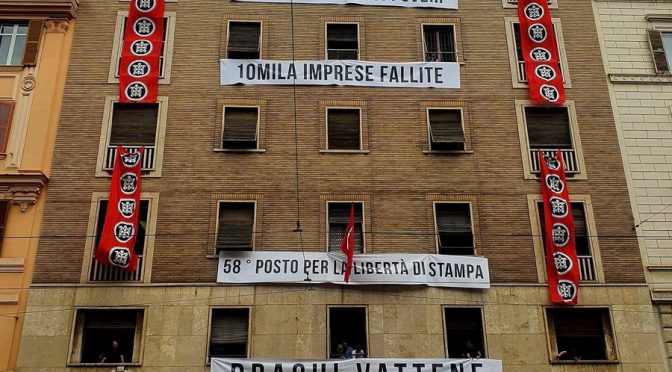 10MILA IMPRESE FALLITE
58° POSTO PER LA LIBERTÀ DI STAMPA
DRAGHI VATTENE